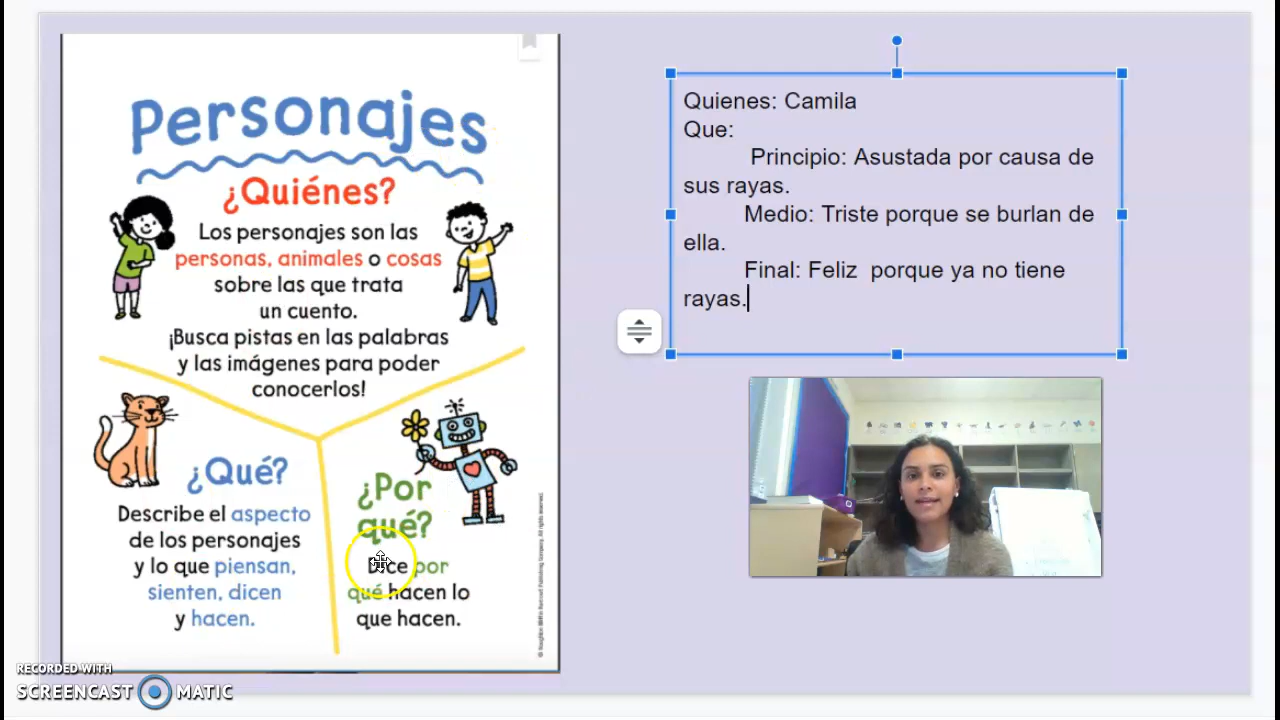 Personajes
¿Quiénes?
Los personajes son las
personas, animales o cosas
sobre las que trata
un cuento.
¡Busca pistas en las palabras
y las imágenes para poder
conocerlos!
¿Qué?
Describe el aspecto
de los personajes
y lo que piensan,
sienten, dicen
y hacen.
¿Por
qué?
Dice por
qué hacen lo
que hacen.
Quienes: Camila
Que:
Principio: Asustada por causa de
sus rayas.
Medio: Triste porque se burlan de
ella.
Final: Feliz  porque ya no tiene
rayas.
RECORDED WITH
SCREENCAST MATIC